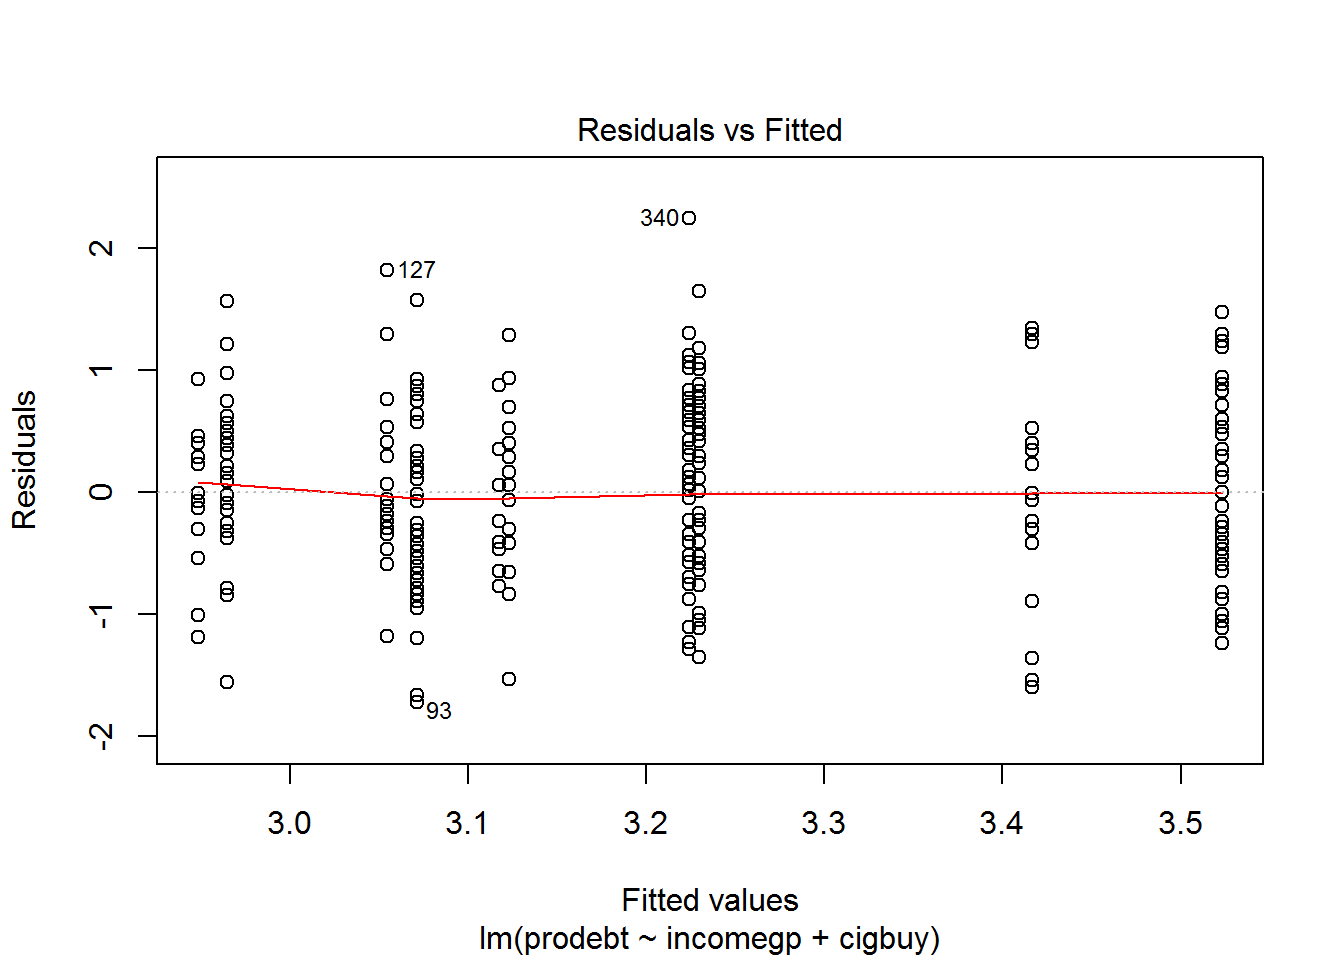 Residuals vs Fitted
Residuals
2
1
0
-1
-2
340
127
93
3.0 3.1 3.2 3.3 3.4 3.5
Fitted values
lm(prodebt ~ incomegp + cigbuy)